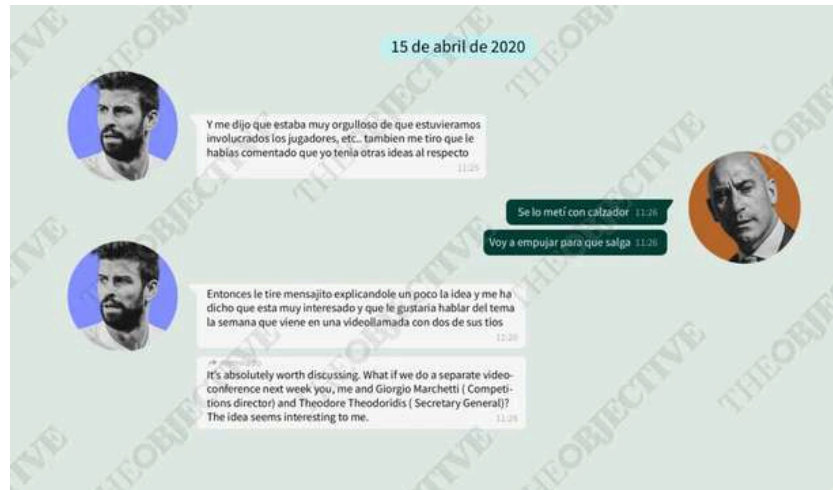 15 de abril de 2020
Y me dijo que estaba muy orgulloso de que estuvieramos
involucrados los jugadores, etc.. tambien me tiro que le
habias comentado que yo tenia otras ideas al respecto
11:25
Se lo metí con calzador 11:26
Voy a empujar para que salga 11:26
Entonces le tire mensajito explicandole un poco la idea y me ha
dicho que esta muy interesado y que le gustaria hablar del tema
la semana que viene en una videollamada con dos de sus tios
11:26
It's absolutely worth discussing. What if we do a separate video-
conference next week you, me and Giorgio Marchetti ( Competi-
tions director) and Theodore Theodoridis ( Secretary General)?
The idea seems interesting to me.
11:26
THEOBJECTIVE